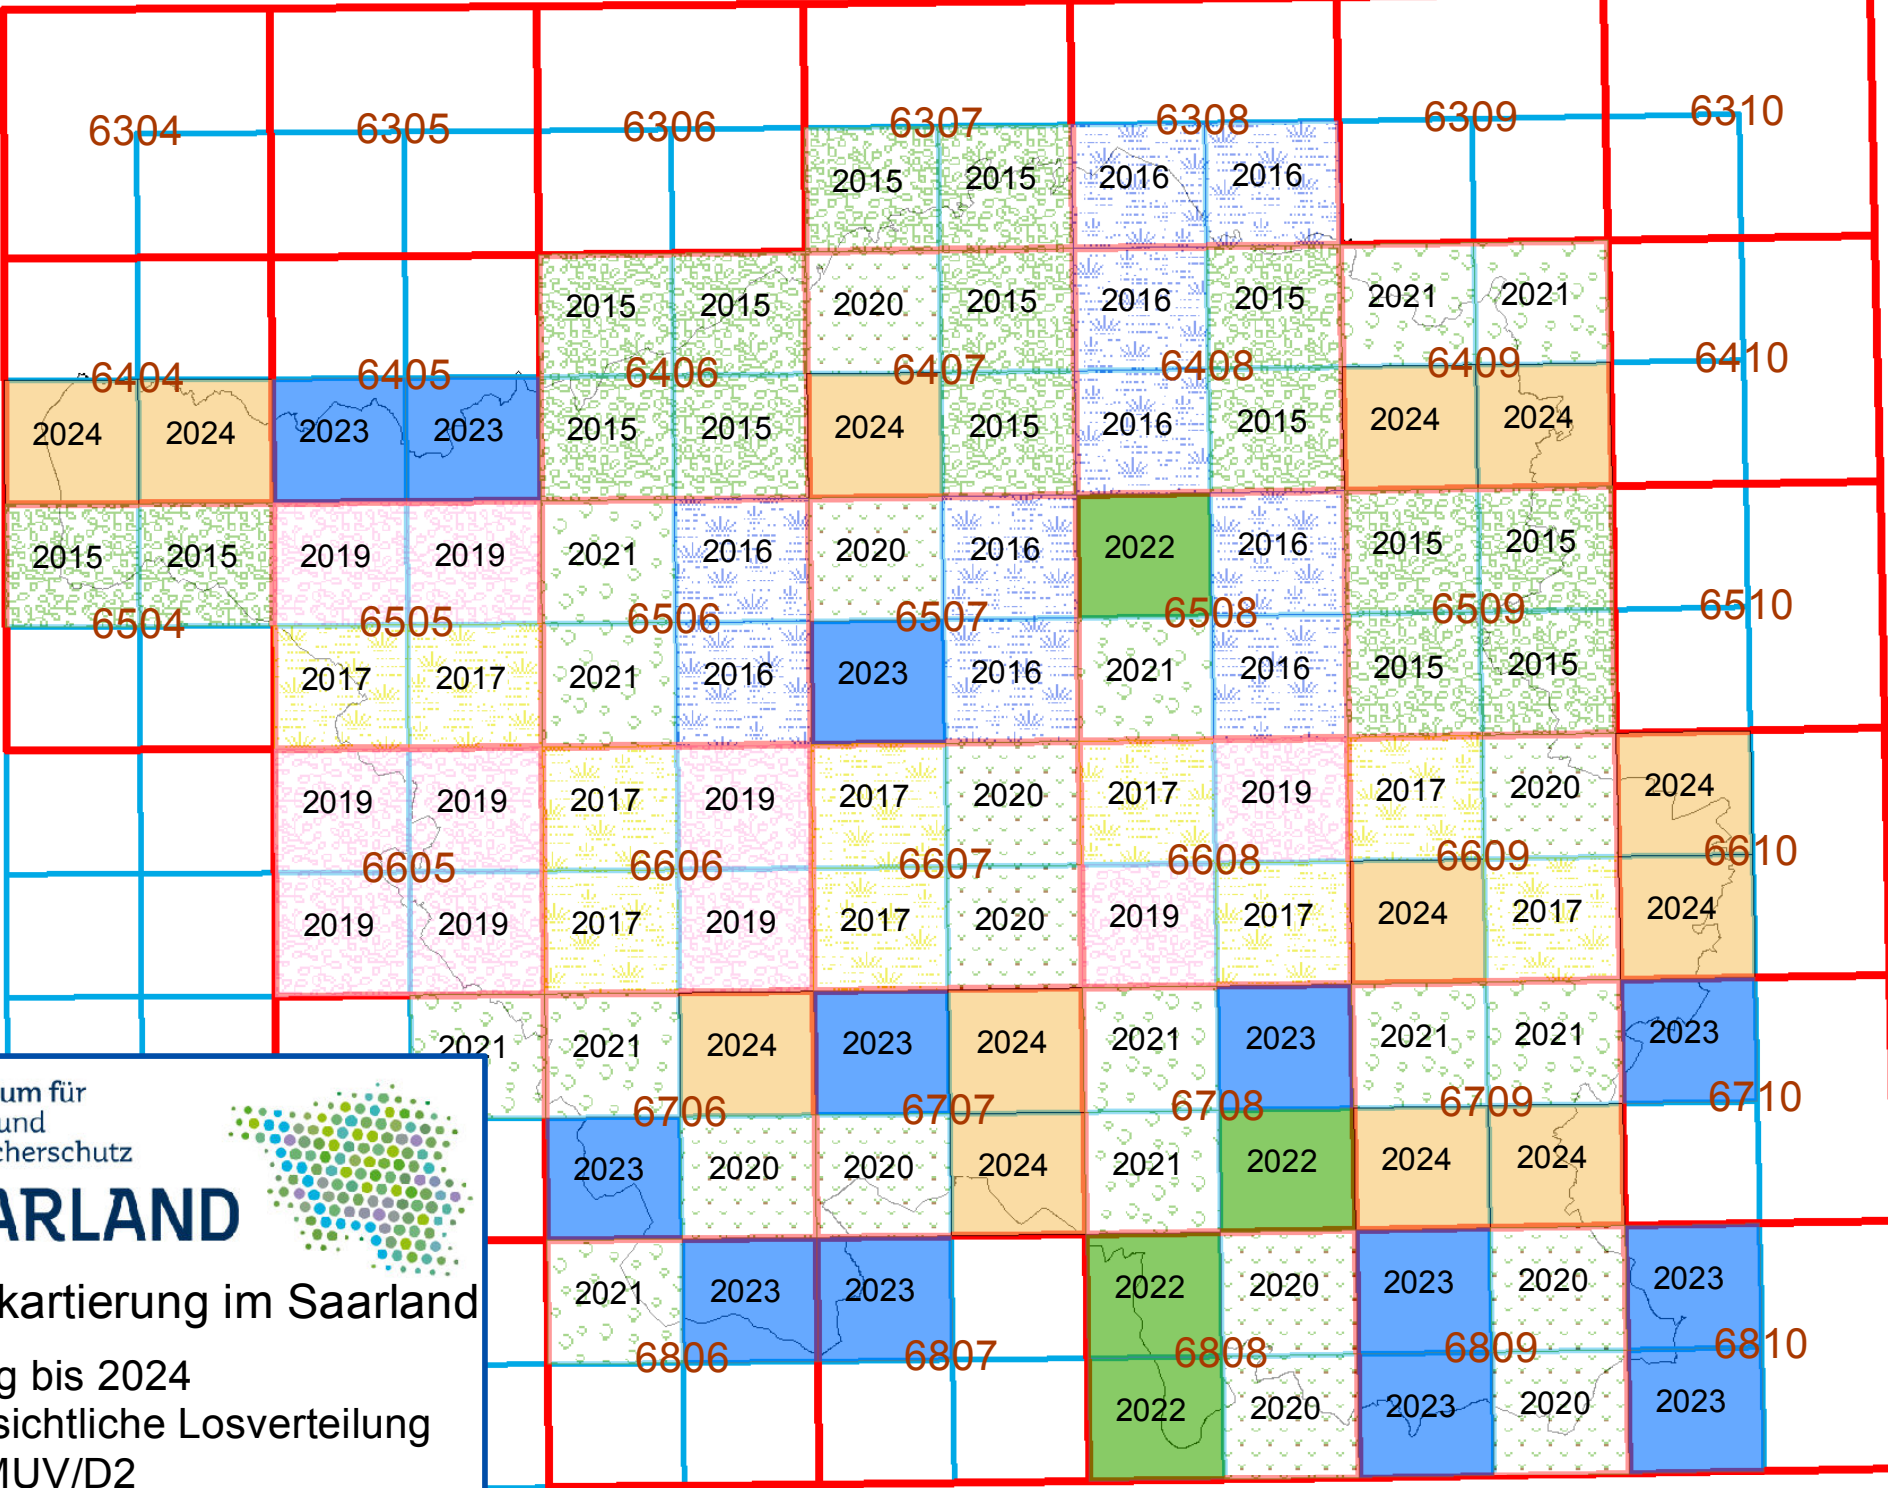 6304 6305 6306 6307 6308 6309 6310
2015 2015 2016 2016
2015 2015 2020 2015 2016 2015 2021 2021
6404 6405 6406 6407 6408 6409 6410
2024 2024 2023 2023 2015 2015 2024 2015 2016 2015 2024 2024
2015 2015 2019 2019 2021 2016 2020 2016 2022 2016 2015 2015
6504 6505 6506 6507 6508 6509 6510
2017 2017 2021 2016 2023 2016 2021 2016 2015 2015
2019 2019 2017 2019 2017 2020 2017 2019 2017 2020 2024
6605 6606 6607 6608 6609 6610
2019 2019 2017 2019 2017 2020 2019 2017 2024 2017 2024
2021 2021 2024 2023 2024 2021 2023 2021 2021 2023
6706 6707 6708 6709 6710
2023 2020 2020 2024 2021 2022 2024 2024
2021 2023 2023 2022 2020 2023 2020 2023
6806 6807 6808 6809 6810
2022 2020 2023 2020 2023
um für
und
cherschutz
ARLAND
kartierung im Saarland
g bis 2024
sichtliche Losverteilung
MUV/D2